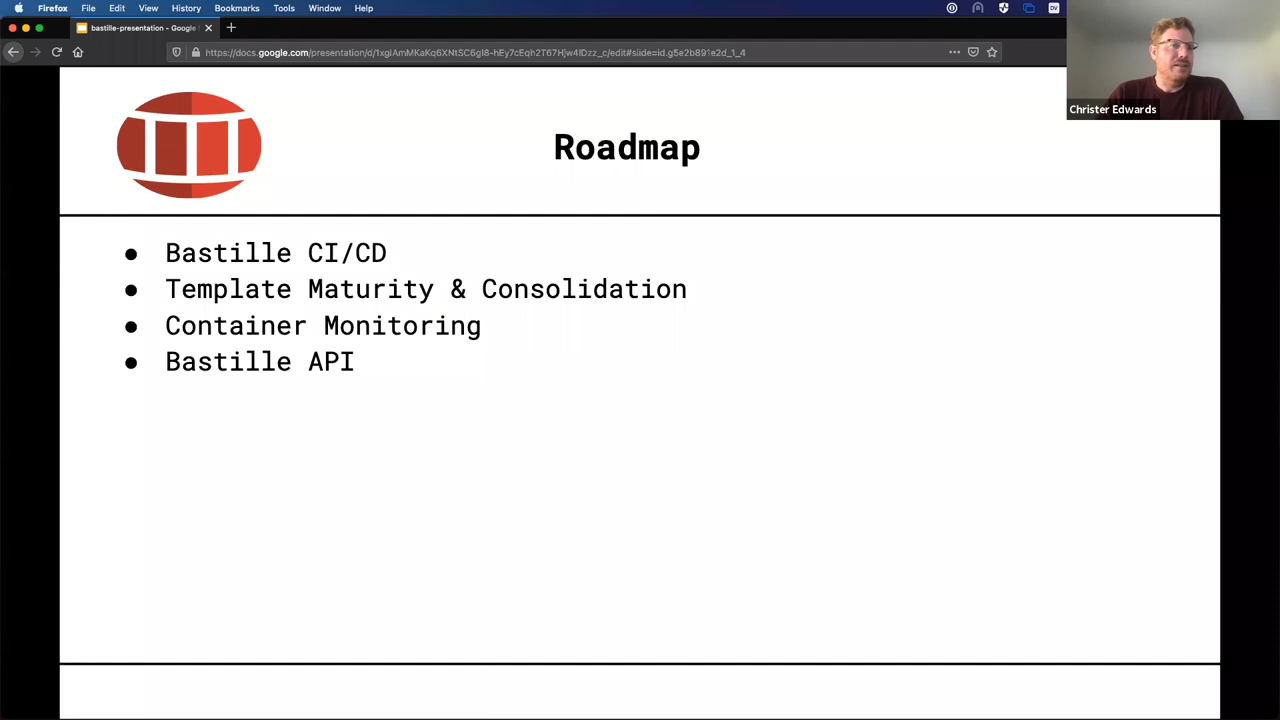 Firefox File Edit View History Bookmarks Tools Window Help
bastille-presentation - Google
Christer Edwards
Roadmap
● Bastille CI/CD
● Template Maturity & Consolidation
● Container Monitoring
● Bastille API